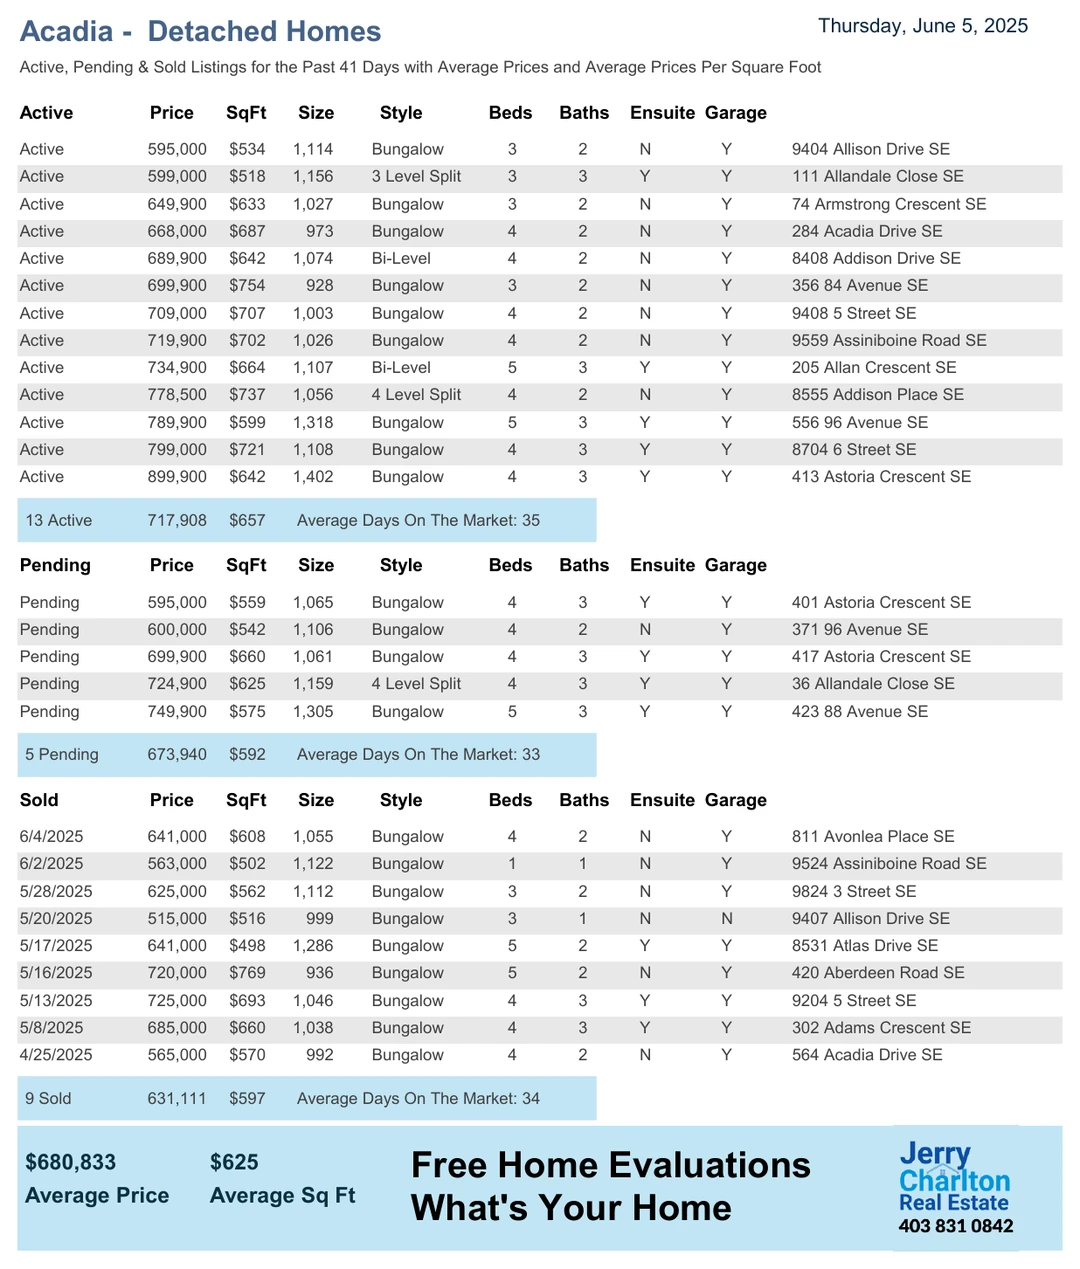 Acadia - Detached Homes
Thursday, June 5, 2025
Active, Pending & Sold Listings for the Past 41 Days with Average Prices and Average Prices Per Square Foot
Active Price SqFt Size Style Beds Baths Ensuite Garage
Active 595,000 $534 1,114 Bungalow 3 2 N Y 9404 Allison Drive SE
Active 599,000 $518 1,156 3 Level Split 3 3 Y Y 111 Allandale Close SE
Active 649,900 $633 1,027 Bungalow 3 2 N Y 74 Armstrong Crescent SE
Active 668,000 $687 973 Bungalow 4 2 N Y 284 Acadia Drive SE
Active 689,900 $642 1,074 Bi-Level 4 2 N Y 8408 Addison Drive SE
Active 699,900 $754 928 Bungalow 3 2 N Y 356 84 Avenue SE
Active 709,000 $707 1,003 Bungalow 4 2 N Y 9408 5 Street SE
Active 719,900 $702 1,026 Bungalow 4 2 N Y 9559 Assiniboine Road SE
Active 734,900 $664 1,107 Bi-Level 5 3 Y Y 205 Allan Crescent SE
Active 778,500 $737 1,056 4 Level Split 4 2 N Y 8555 Addison Place SE
Active 789,900 $599 1,318 Bungalow 5 3 Y Y 556 96 Avenue SE
Active 799,000 $721 1,108 Bungalow 4 3 Y Y 8704 6 Street SE
Active 899,900 $642 1,402 Bungalow 4 3 Y Y 413 Astoria Crescent SE
13 Active 717,908 $657 Average Days On The Market: 35
Pending Price SqFt Size Style Beds Baths Ensuite Garage
Pending 595,000 $559 1,065 Bungalow 4 3 Y Y 401 Astoria Crescent SE
Pending 600,000 $542 1,106 Bungalow 4 2 N Y 371 96 Avenue SE
Pending 699,900 $660 1,061 Bungalow 4 3 Y Y 417 Astoria Crescent SE
Pending 724,900 $625 1,159 4 Level Split 4 3 Y Y 36 Allandale Close SE
Pending 749,900 $575 1,305 Bungalow 5 3 Y Y 423 88 Avenue SE
5 Pending 673,940 $592 Average Days On The Market: 33
Sold Price SqFt Size Style Beds Baths Ensuite Garage
6/4/2025 641,000 $608 1,055 Bungalow 4 2 N Y 811 Avonlea Place SE
6/2/2025 563,000 $502 1,122 Bungalow 1 1 N Y 9524 Assiniboine Road SE
5/28/2025 625,000 $562 1,112 Bungalow 3 2 N Y 9824 3 Street SE
5/20/2025 515,000 $516 999 Bungalow 3 1 N N 9407 Allison Drive SE
5/17/2025 641,000 $498 1,286 Bungalow 5 2 Y Y 8531 Atlas Drive SE
5/16/2025 720,000 $769 936 Bungalow 5 2 N Y 420 Aberdeen Road SE
5/13/2025 725,000 $693 1,046 Bungalow 4 3 Y Y 9204 5 Street SE
5/8/2025 685,000 $660 1,038 Bungalow 4 3 Y Y 302 Adams Crescent SE
4/25/2025 565,000 $570 992 Bungalow 4 2 N Y 564 Acadia Drive SE
9 Sold 631,111 $597 Average Days On The Market: 34
$680,833 $625
Average Price Average Sq Ft
Free Home Evaluations
What's Your Home
Jerry
Charlton
Real Estate
403 831 0842